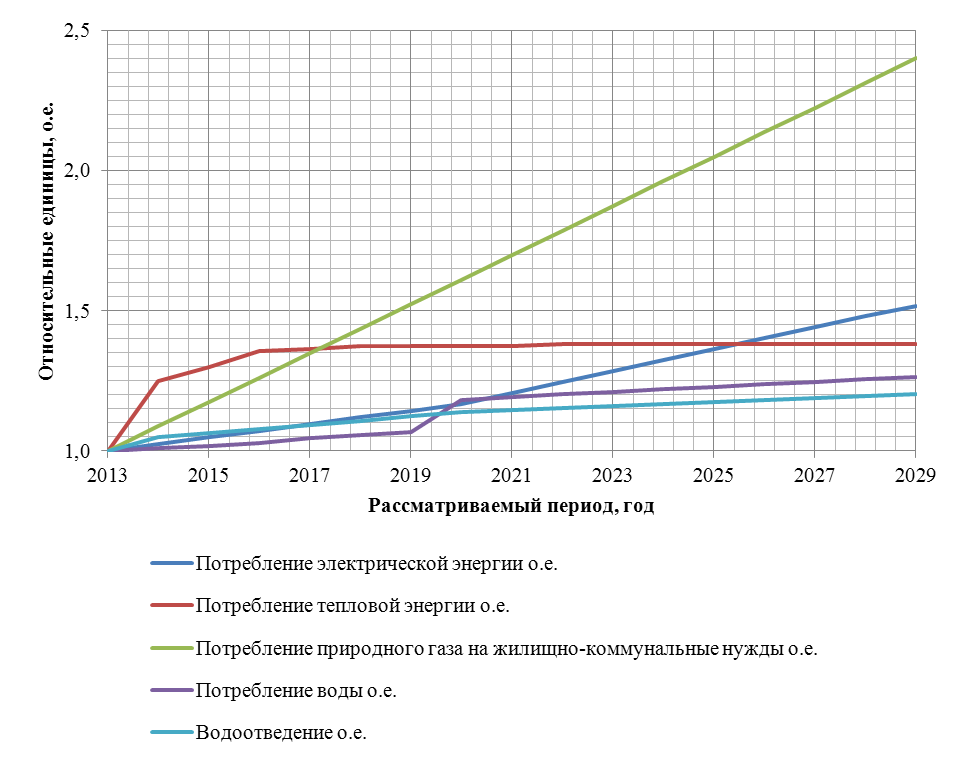 2,5
2,0
1,5
1,0
Относительные единицы, о.е.
2013 2015 2017 2019 2021 2023 2025 2027 2029
Рассматриваемый период, год
Потребление электрической энергии о.е.
Потребление тепловой энергии о.е.
Потребление природного газа на жилищно-коммунальные нужды о.е.
Потребление воды о.е.
Водоотведение о.е.